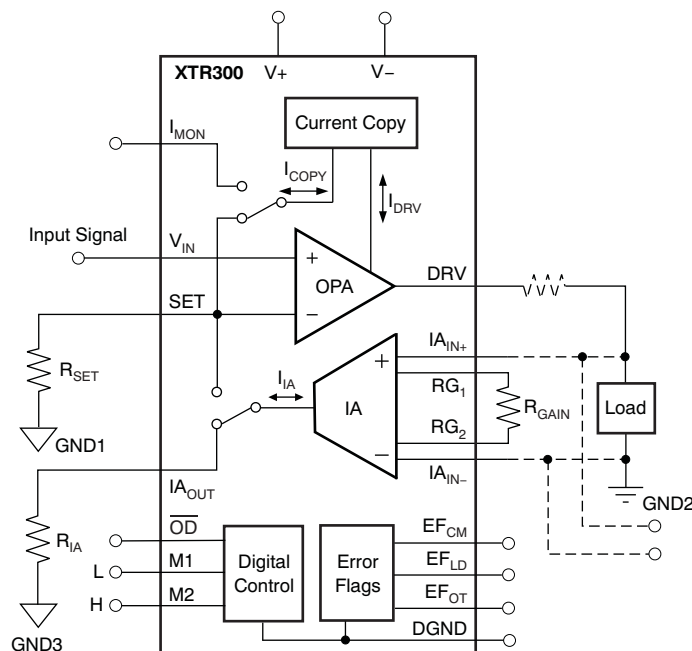 XTR300
V+
V−
Current Copy
I_MON
I_COPY
I_DRV
Input Signal
V_IN
+
OPA
−
DRV
SET
R_SET
GND1
IA_IN+
+
I_IA
IA
RG_1
R_GAIN
Load
RG_2
−
IA_IN−
GND2
IA_OUT
R_IA
GND3
OD
L
M1
H
M2
Digital
Control
Error
Flags
EF_CM
EF_LD
EF_OT
DGND